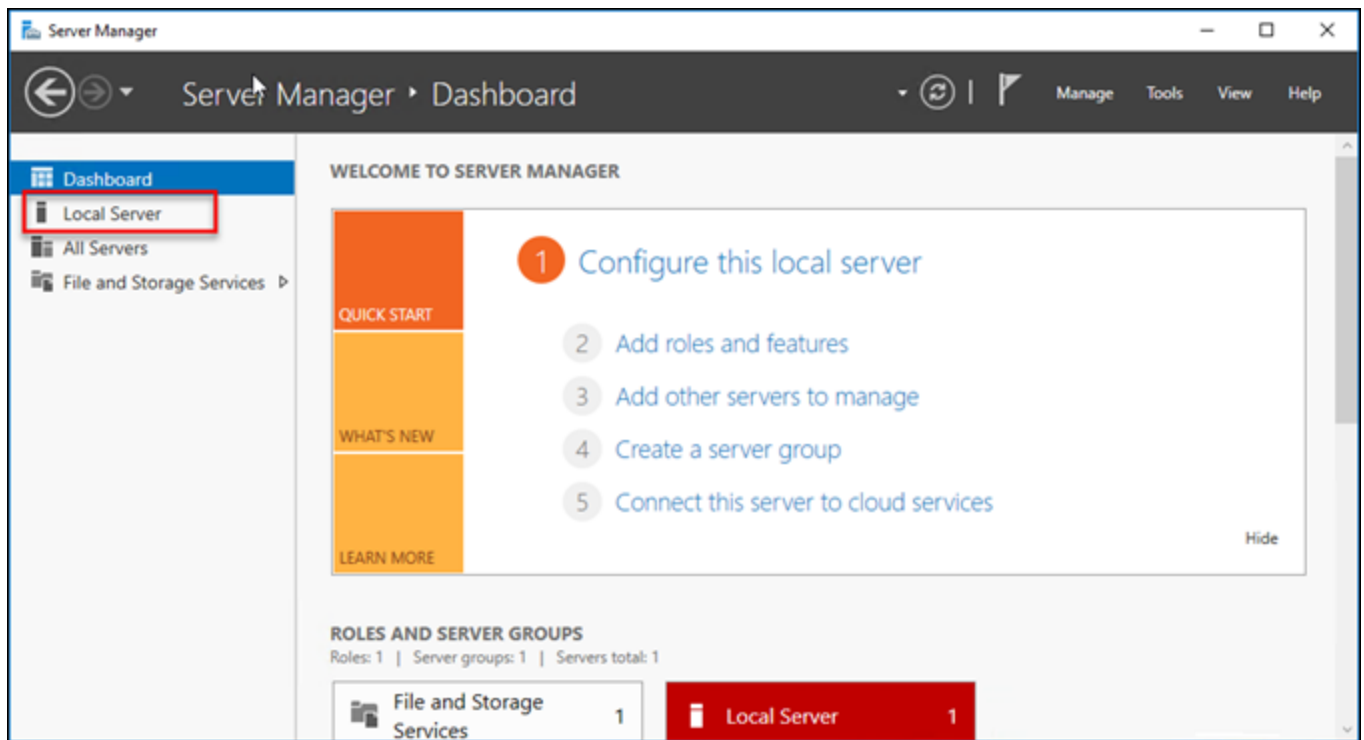 Server Manager
Server Manager • Dashboard
Manage Tools View Help
Dashboard
Local Server
All Servers
File and Storage Services
WELCOME TO SERVER MANAGER
QUICK START
WHAT'S NEW
LEARN MORE
1 Configure this local server
2 Add roles and features
3 Add other servers to manage
4 Create a server group
5 Connect this server to cloud services
Hide
ROLES AND SERVER GROUPS
Roles: 1 | Server groups: 1 | Servers total: 1
File and Storage
Services
1
Local Server 1